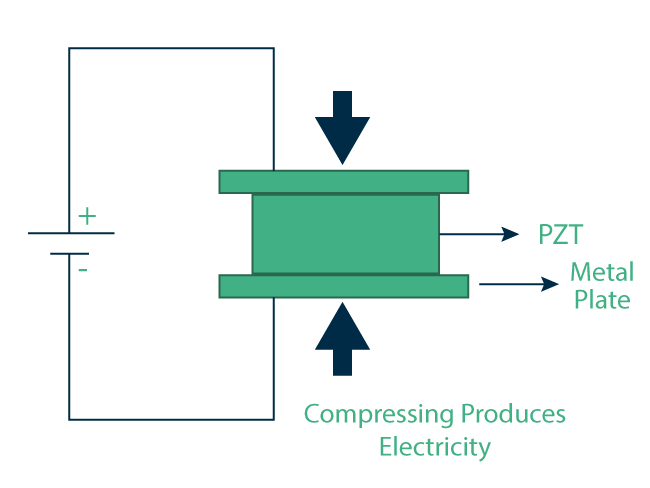 +
-
PZT
Metal
Plate
Compressing Produces
Electricity